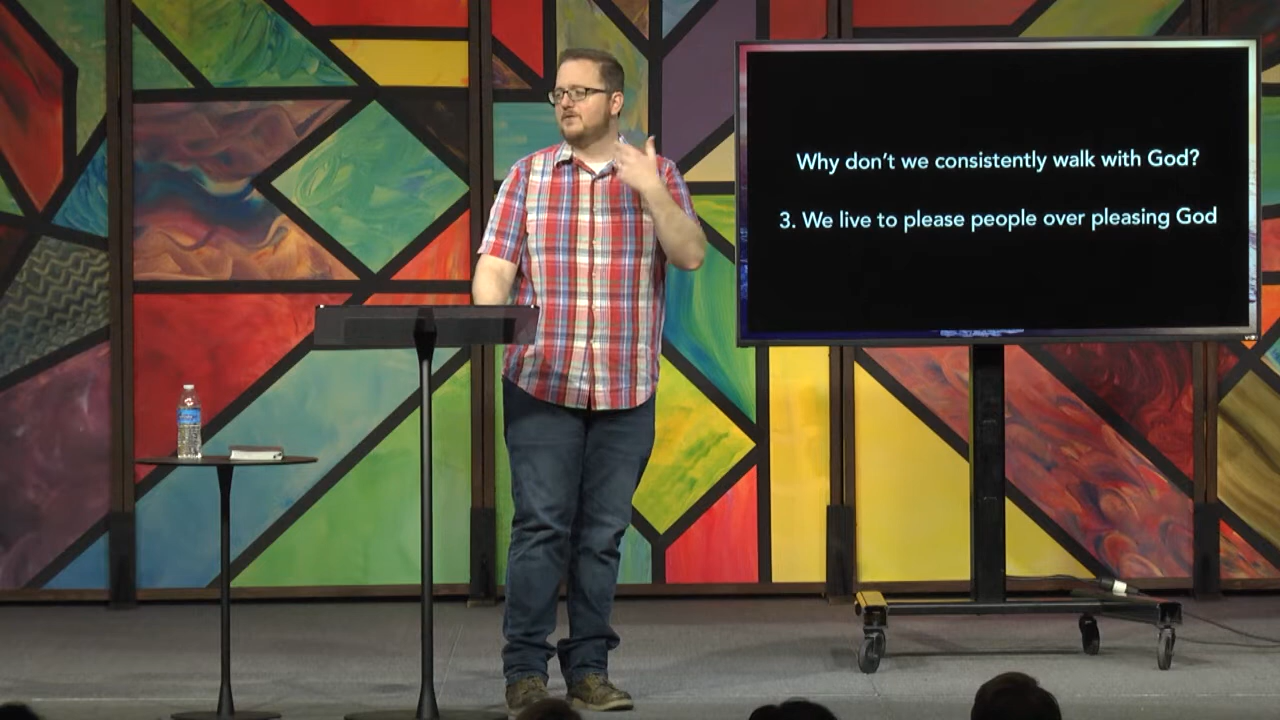 Why don't we consistently walk with God?
3. We live to please people over pleasing God